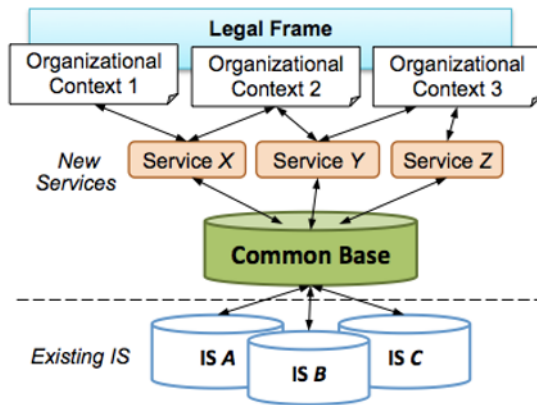 Legal Frame
Organizational
Context 1
Organizational
Context 2
Organizational
Context 3
New
Services
Service X
Service Y
Service Z
Common Base
Existing IS
IS A
IS B
IS C